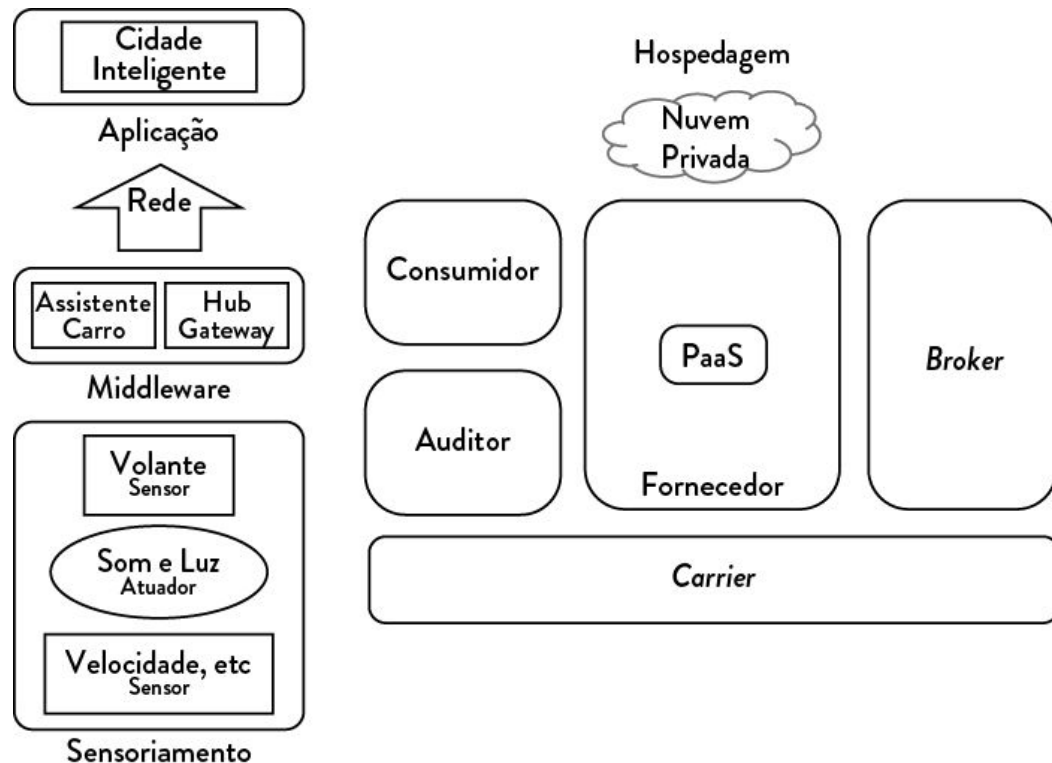 Cidade
Inteligente
Aplicação
Rede
Assistente
Carro
Hub
Gateway
Middleware
Volante
Sensor
Som e Luz
Atuador
Velocidade, etc
Sensor
Sensoriamento
Hospedagem
Nuvem
Privada
Consumidor
Auditor
PaaS
Fornecedor
Broker
Carrier